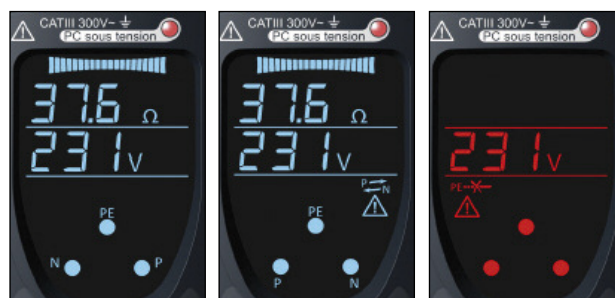 CATIII 300V~
PC sous tension
37.6 Ω
231 V
PE
N P
CATIII 300V~
PC sous tension
37.6 Ω
231 V
P N
PE
P N
CATIII 300V~
PC sous tension
231 V
PE